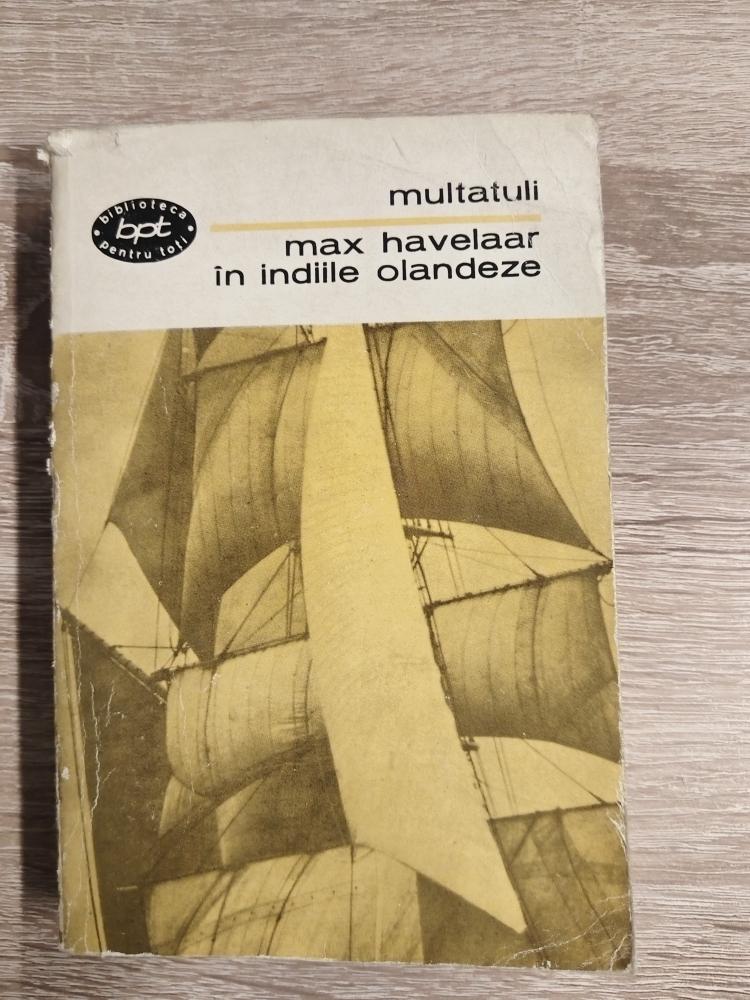 multatuli
biblioteca
bpt
pentru toți
max havelaar
în indiile olandeze